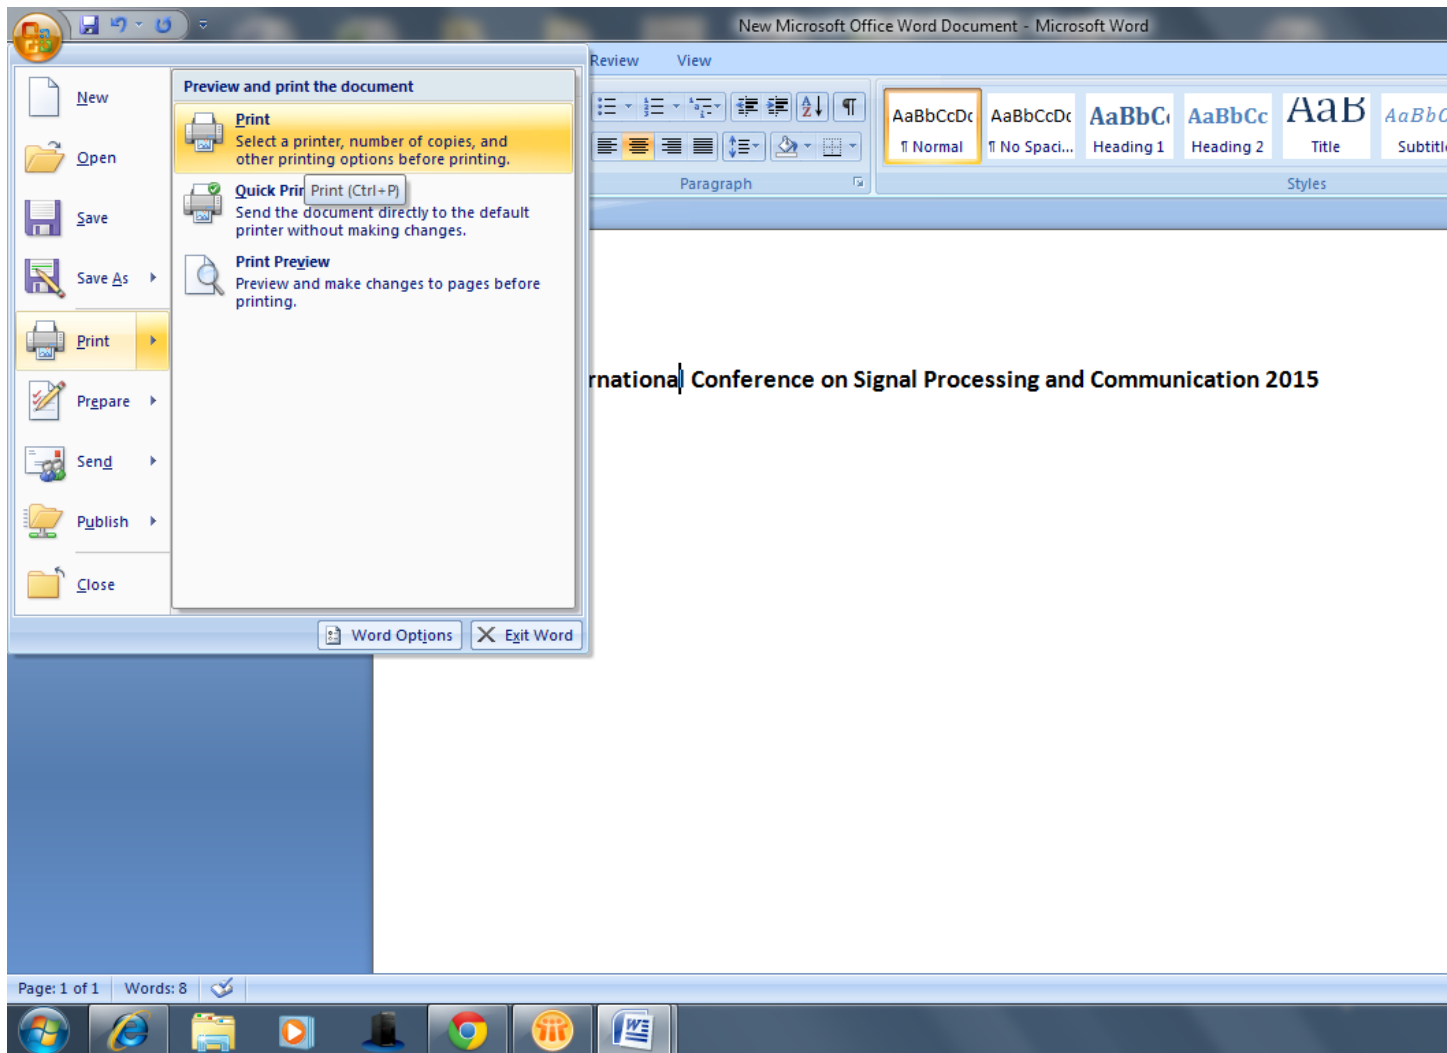 New Microsoft Office Word Document - Microsoft Word
Review View
New
Open
Save
Save As
Print
Prepare
Send
Publish
Close
Preview and print the document
Print
Select a printer, number of copies, and
other printing options before printing.
Print (Ctrl+P)
Quick Prin
Send the document directly to the default
printer without making changes.
Print Preview
Preview and make changes to pages before
printing.
Word Options
Exit Word
Paragraph
AaBbCcDc AaBbCcDc AaBbC AaBbCc AaB AaBbC
¶ Normal ¶ No Spaci... Heading 1 Heading 2 Title Subtitle
Styles
rnational Conference on Signal Processing and Communication 2015
Page: 1 of 1 Words: 8